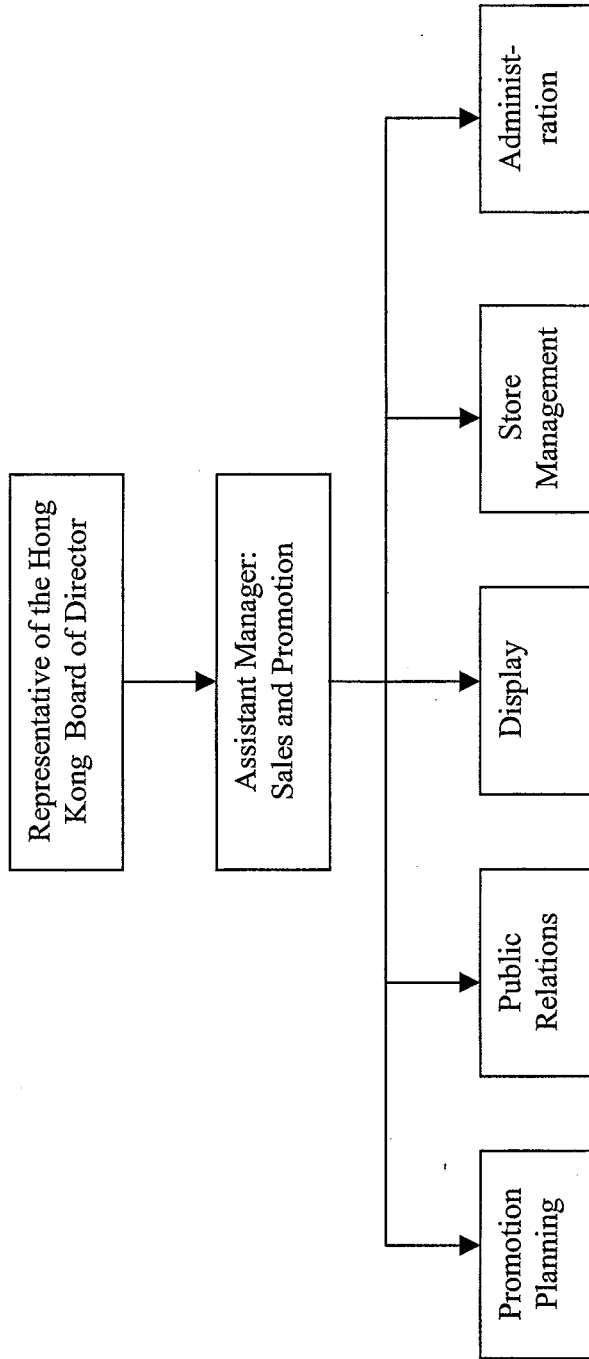 Representative of the Hong
Kong Board of Director
Assistant Manager:
Sales and Promotion
Promotion
Planning
Public
Relations
Display
Store
Management
Administ-
ration